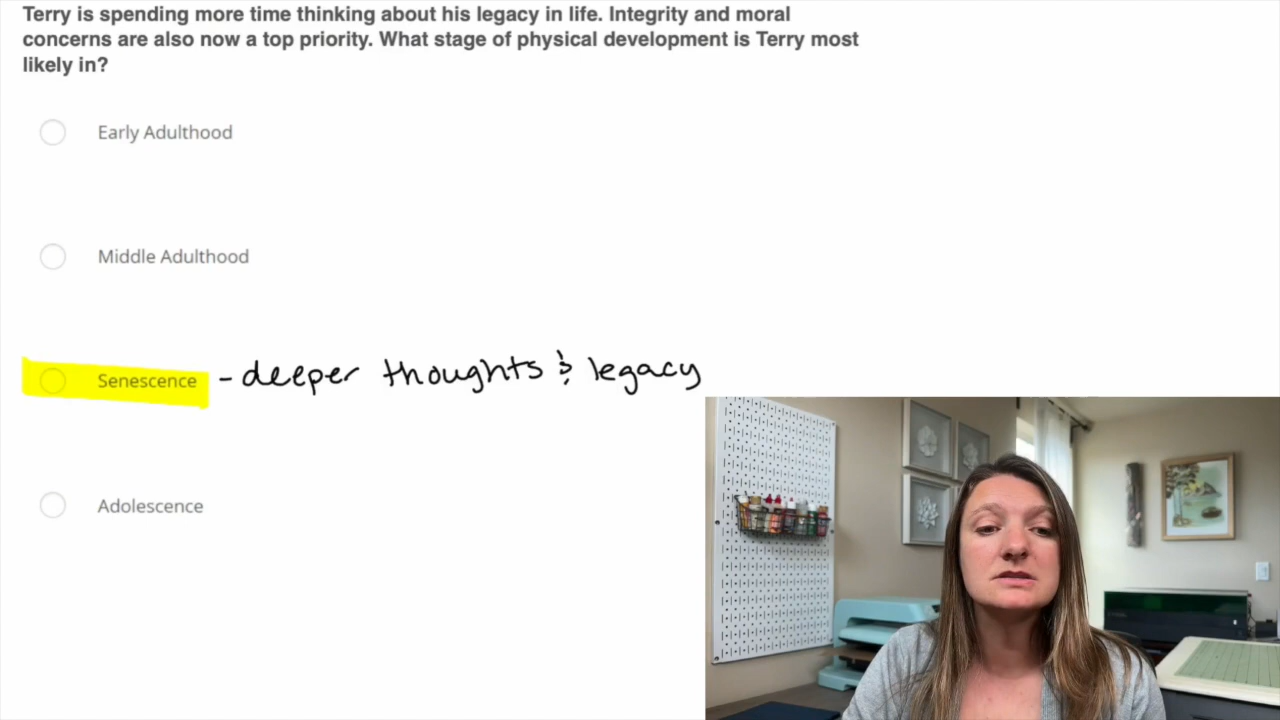 Terry is spending more time thinking about his legacy in life. Integrity and moral
concerns are also now a top priority. What stage of physical development is Terry most
likely in?
Early Adulthood
Middle Adulthood
Senescence - deeper thoughts & legacy
Adolescence